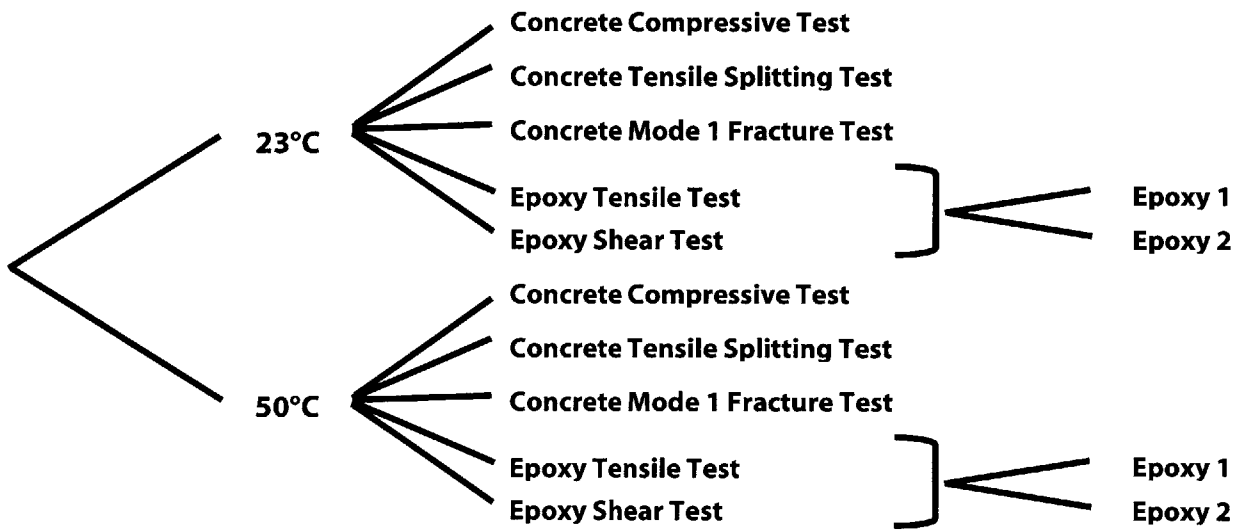 Concrete Compressive Test
Concrete Tensile Splitting Test
23°C
Concrete Mode 1 Fracture Test
Epoxy Tensile Test
Epoxy 1
Epoxy Shear Test
Epoxy 2
Concrete Compressive Test
Concrete Tensile Splitting Test
50°C
Concrete Mode 1 Fracture Test
Epoxy Tensile Test
Epoxy 1
Epoxy Shear Test
Epoxy 2